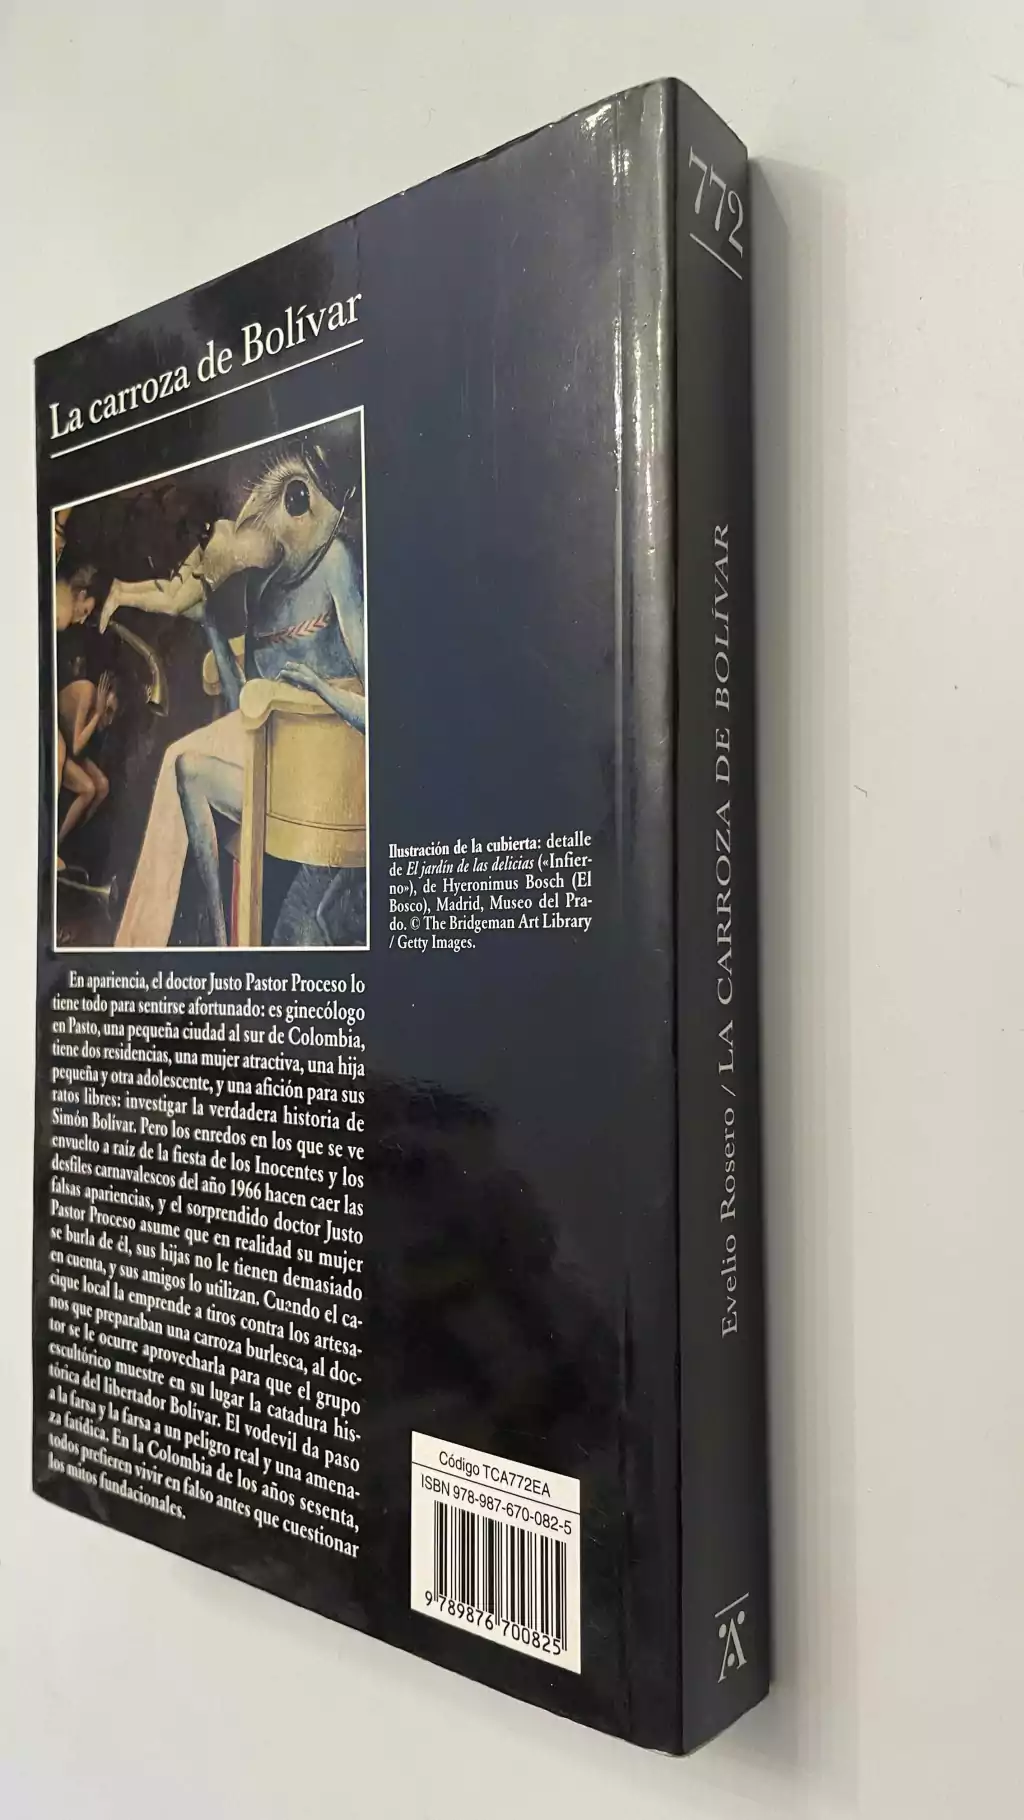 La carroza de Bolívar
Ilustración de la cubierta: detalle
de El jardín de las delicias («Infier-
no»), de Hyeronimus Bosch (El
Bosco), Madrid, Museo del Pra-
do. © The Bridgeman Art Library
/ Getty Images.
En apariencia, el doctor Justo Pastor Proceso lo
tiene todo para sentirse afortunado: es ginecólogo
en Pasto, una pequeña ciudad al sur de Colombia,
tiene dos residencias, una mujer atractiva, una hija
pequeña y otra adolescente, y una afición para sus
ratos libres: investigar la verdadera historia de
Simón Bolívar. Pero los enredos en los que se ve
envuelto a raíz de la fiesta de los Inocentes y los
desfiles carnavalescos del año 1966 hacen caer las
falsas apariencias, y el sorprendido doctor Justo
Pastor Proceso asume que en realidad su mujer
se burla de él, sus hijas no le tienen demasiado
en cuenta, y sus amigos lo utilizan. Cuando el ca-
cique local la emprende a tiros contra los artesa-
nos que preparaban una carroza burlesca, al doc-
tor se le ocurre aprovecharla para que el grupo
escultórico muestre en su lugar la catadura his-
tórica del libertador Bolívar. El vodevil da paso
a la farsa y la farsa a un peligro real y una amena-
za fatídica. En la Colombia de los años sesenta,
todos prefieren vivir en falso antes que cuestionar
los mitos fundacionales.
Código TCA772EA
ISBN 978-987-670-082-5
9 789876 700825
772
Evelio Rosero / LA CARROZA DE BOLÍVAR
A